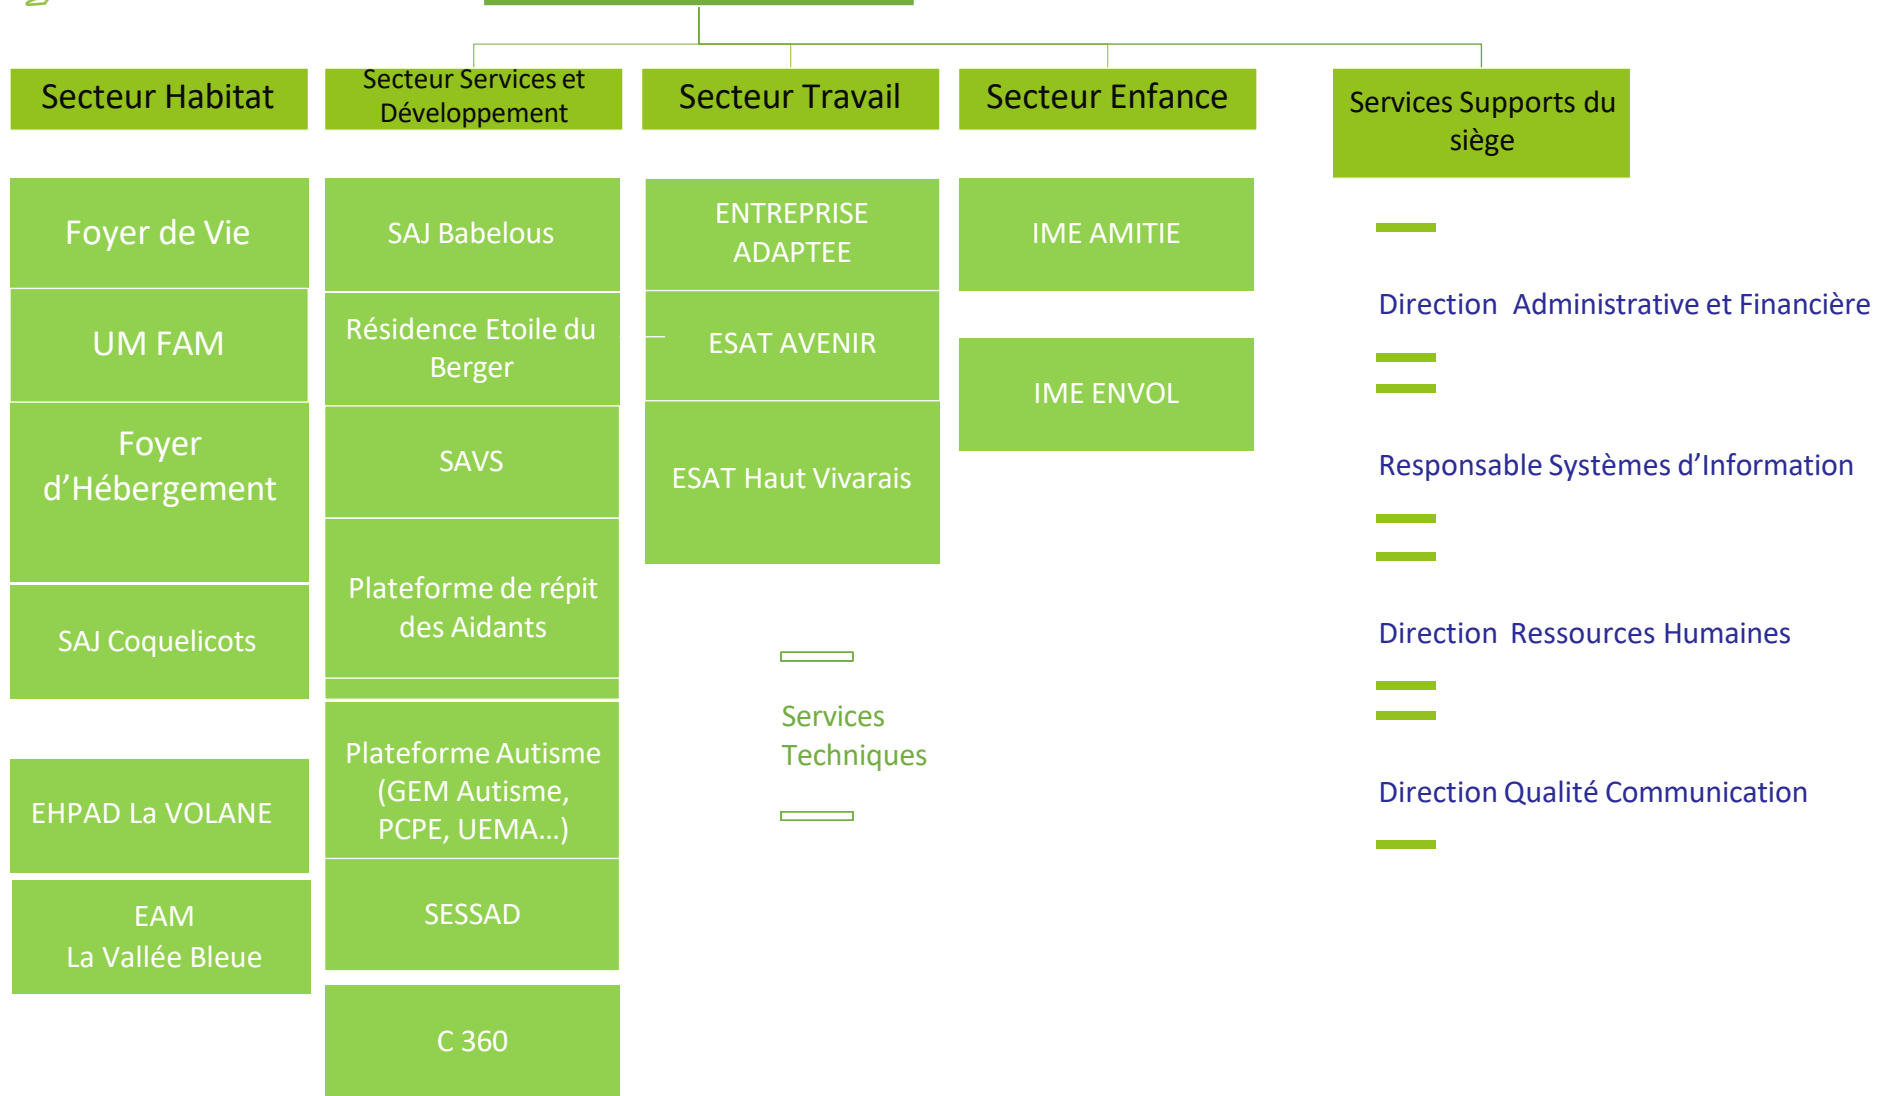 Secteur Habitat
Secteur Services et
Développement
Secteur Travail
Secteur Enfance
Services Supports du
siège
Foyer de Vie
UM FAM
Foyer
d’Hébergement
SAJ Coquelicots
EHPAD La VOLANE
EAM
La Vallée Bleue
SAJ Babelous
Résidence Etoile du
Berger
SAVS
Plateforme de répit
des Aidants
Plateforme Autisme
(GEM Autisme,
PCPE, UEMA…)
SESSAD
C 360
ENTREPRISE
ADAPTEE
ESAT AVENIR
ESAT Haut Vivarais
Services
Techniques
IME AMITIE
IME ENVOL
Direction Administrative et Financière
Responsable Systèmes d’Information
Direction Ressources Humaines
Direction Qualité Communication